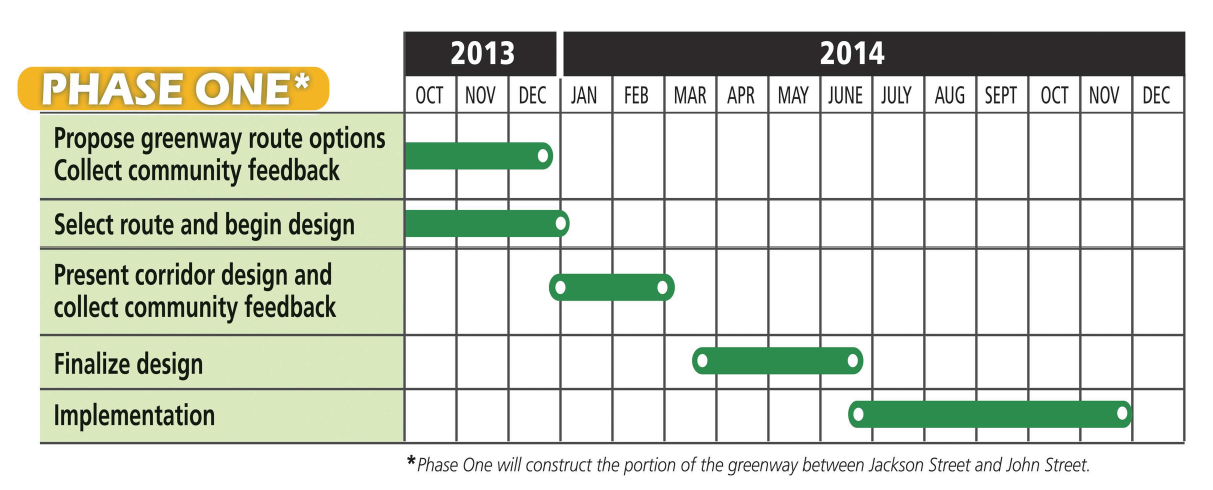 2013 2014
PHASE ONE*
OCT NOV DEC JAN FEB MAR APR MAY JUNE JULY AUG SEPT OCT NOV DEC
Propose greenway route options
Collect community feedback
Select route and begin design
Present corridor design and
collect community feedback
Finalize design
Implementation
*Phase One will construct the portion of the greenway between Jackson Street and John Street.